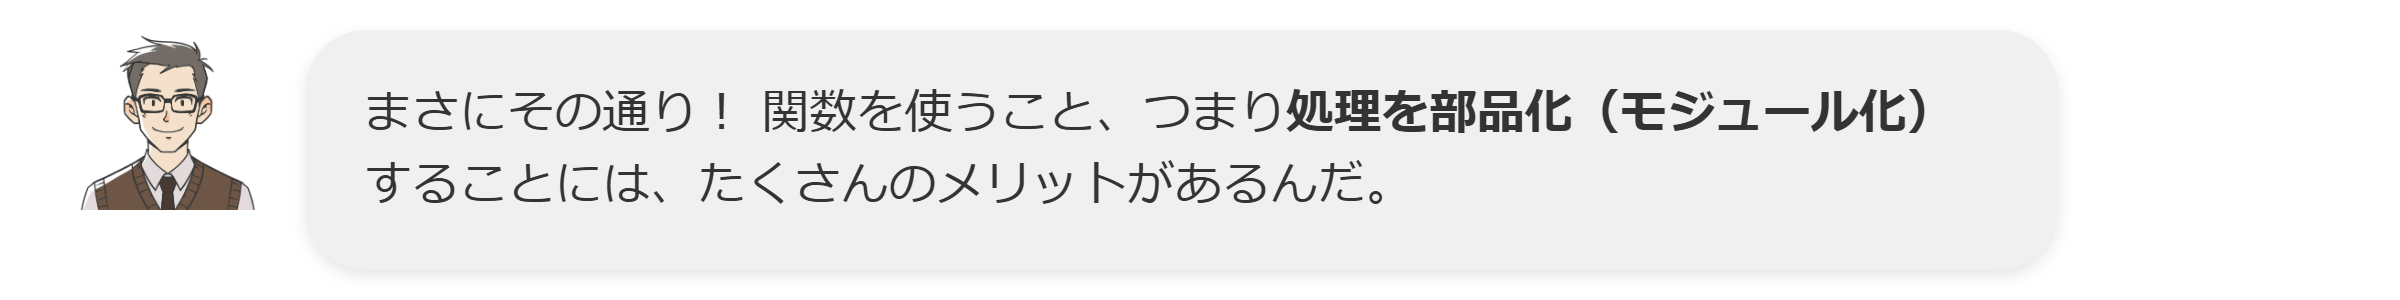 まさにその通り！ 関数を使うこと、つまり処理を部品化（モジュール化）
することには、たくさんのメリットがあるんだ。